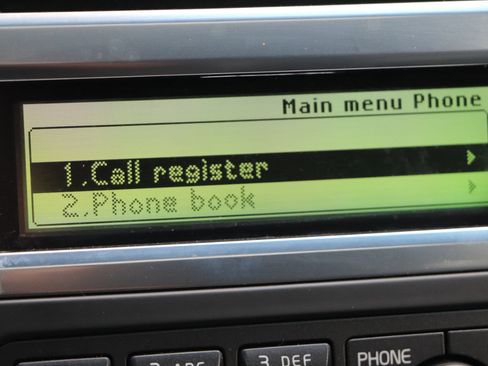 Main menu Phone
1.Call register
2.Phone book
3 DEF
PHONE